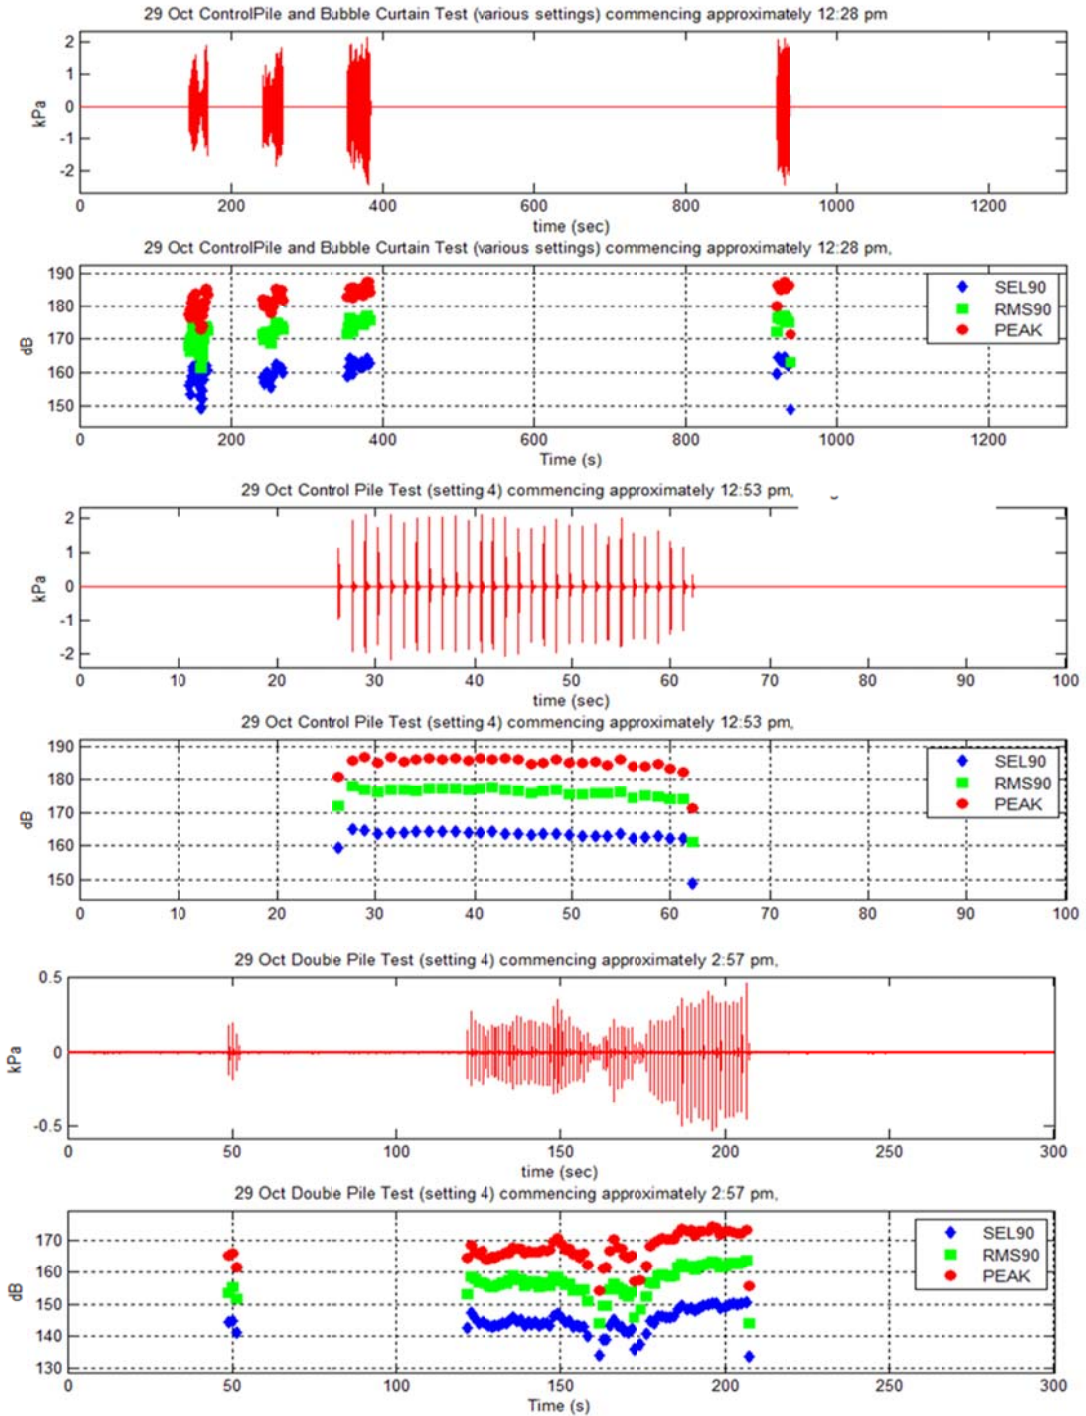 29 Oct ControlPile and Bubble Curtain Test (various settings) commencing approximately 12:28 pm
2
1
0
-1
-2
kPa
0 200 400 600 800 1000 1200
time (sec)
29 Oct ControlPile and Bubble Curtain Test (various settings) commencing approximately 12:28 pm,
190
180
170
160
150
dB
SEL90
RMS90
PEAK
0 200 400 600 800 1000 1200
Time (s)
29 Oct Control Pile Test (setting 4) commencing approximately 12:53 pm,
2
1
0
-1
-2
kPa
0 10 20 30 40 50 60 70 80 90 100
time (sec)
29 Oct Control Pile Test (setting 4) commencing approximately 12:53 pm,
190
180
170
160
150
dB
SEL90
RMS90
PEAK
0 10 20 30 40 50 60 70 80 90 100
29 Oct Double Pile Test (setting 4) commencing approximately 2:57 pm,
0.5
0
-0.5
kPa
0 50 100 150 200 250 300
time (sec)
29 Oct Double Pile Test (setting 4) commencing approximately 2:57 pm,
170
160
150
140
130
dB
SEL90
RMS90
PEAK
0 50 100 150 200 250 300
Time (s)